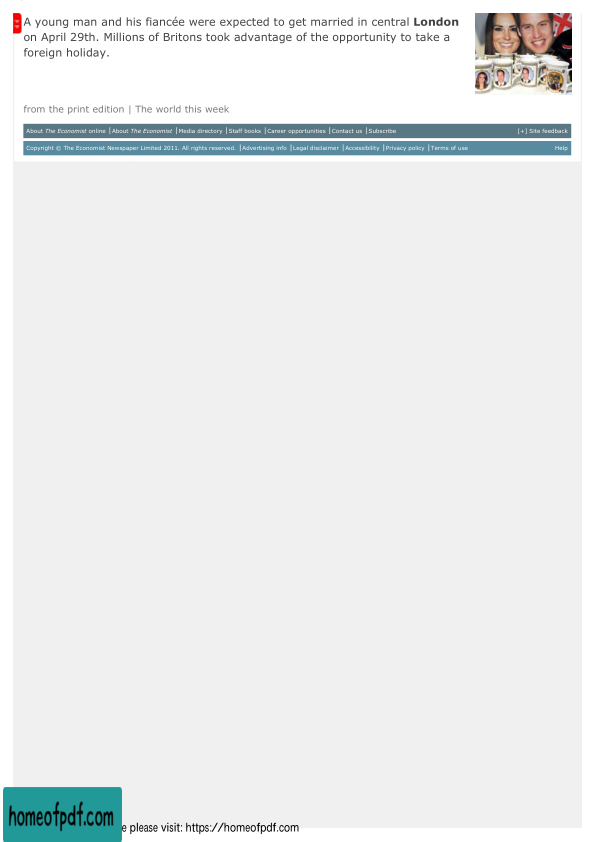 A young man and his fiancée were expected to get married in central London
on April 29th. Millions of Britons took advantage of the opportunity to take a
foreign holiday.
from the print edition | The world this week
About The Economist online | About The Economist | Media directory | Staff books | Career opportunities | Contact us | Subscribe [+] Site feedback
Copyright © The Economist Newspaper Limited 2011. All rights reserved. | Advertising info | Legal disclaimer | Accessibility | Privacy policy | Terms of use Help
homeofpdf.com
e please visit: https://homeofpdf.com